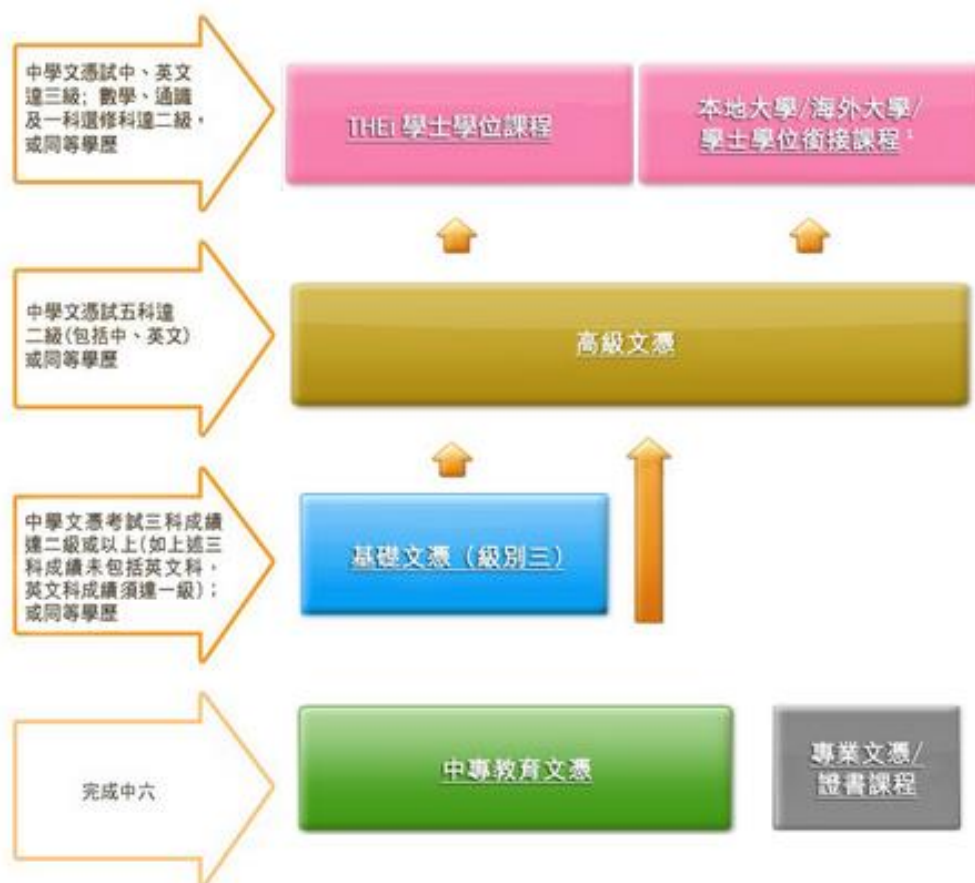 中學文憑試中、英文
達三級; 數學、通識
及一科選修科達二級,
或同等學歷
THEi 學士學位課程
本地大學/海外大學/
學士學位銜接課程1
中學文憑試五科達
二級(包括中、英文)
或同等學歷
高級文憑
中學文憑考試三科成績
達二級或以上(如上述三
科成績未包括英文科,
英文科成績須達一級);
或同等學歷
基礎文憑（級別三）
完成中六
中專教育文憑
專業文憑/
證書課程